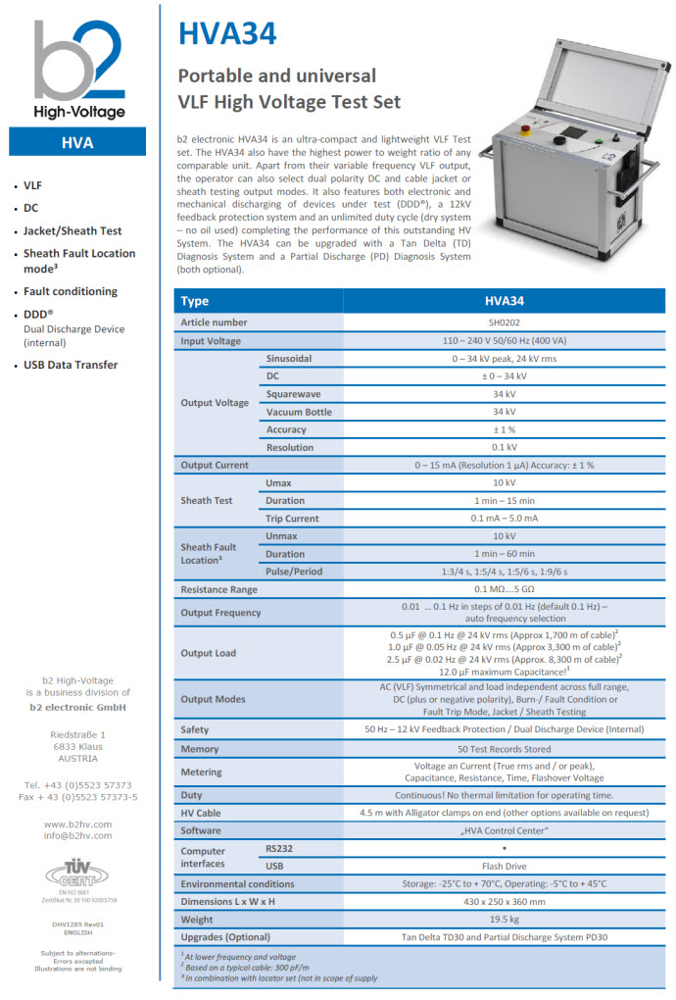 b2
High-Voltage
HVA
• VLF
• DC
• Jacket/Sheath Test
• Sheath Fault Location
mode³
• Fault conditioning
• DDD®
Dual Discharge Device
(internal)
• USB Data Transfer
b2 High-Voltage
is a business division of
b2 electronic GmbH
Riedstraße 1
6833 Klaus
AUSTRIA
Tel. +43 (0)5523 57373
Fax + 43 (0)5523 57373-5
www.b2hv.com
info@b2hv.com
TÜV
CERT
EN ISO 9001
Zertifikat Nr. 20 100 92003758
DHV1285 Rev01
ENGLISH
Subject to alternations-
Errors excepted
Illustrations are not binding
HVA34
Portable and universal
VLF High Voltage Test Set
b2 electronic HVA34 is an ultra-compact and lightweight VLF Test
set. The HVA34 also have the highest power to weight ratio of any
comparable unit. Apart from their variable frequency VLF output,
the operator can also select dual polarity DC and cable jacket or
sheath testing output modes. It also features both electronic and
mechanical discharging of devices under test (DDD®), a 12kV
feedback protection system and an unlimited duty cycle (dry system
– no oil used) completing the performance of this outstanding HV
System. The HVA34 can be upgraded with a Tan Delta (TD)
Diagnosis System and a Partial Discharge (PD) Diagnosis System
(both optional).
b2
Type HVA34
Article number SH0202
Input Voltage 110 – 240 V 50/60 Hz (400 VA)
Output Voltage
Sinusoidal 0 – 34 kV peak, 24 kV rms
DC ± 0 – 34 kV
Squarewave 34 kV
Vacuum Bottle 34 kV
Accuracy ± 1 %
Resolution 0.1 kV
Output Current 0 – 15 mA (Resolution 1 µA) Accuracy: ± 1 %
Sheath Test
Umax 10 kV
Duration 1 min – 15 min
Trip Current 0.1 mA – 5.0 mA
Sheath Fault
Location³
Unmax 10 kV
Duration 1 min – 60 min
Pulse/Period 1:3/4 s, 1:5/4 s, 1:5/6 s, 1:9/6 s
Resistance Range 0.1 MΩ....5 GΩ
Output Frequency
0.01 ... 0.1 Hz in steps of 0.01 Hz (default 0.1 Hz) –
auto frequency selection
Output Load
0.5 µF @ 0.1 Hz @ 24 kV rms (Approx 1,700 m of cable)²
1.0 µF @ 0.05 Hz @ 24 kV rms (Approx 3,300 m of cable)²
2.5 µF @ 0.02 Hz @ 24 kV rms (Approx. 8,300 m of cable)²
12.0 µF maximum Capacitance!¹
Output Modes
AC (VLF) Symmetrical and load independent across full range,
DC (plus or negative polarity), Burn-/ Fault Condition or
Fault Trip Mode, Jacket / Sheath Testing
Safety 50 Hz – 12 kV Feedback Protection / Dual Discharge Device (Internal)
Memory 50 Test Records Stored
Metering
Voltage an Current (True rms and / or peak),
Capacitance, Resistance, Time, Flashover Voltage
Duty Continuous! No thermal limitation for operating time.
HV Cable 4.5 m with Alligator clamps on end (other options available on request)
Software „HVA Control Center“
Computer
interfaces
RS232 •
USB Flash Drive
Environmental conditions Storage: -25°C to + 70°C, Operating: -5°C to + 45°C
Dimensions L x W x H 430 x 250 x 360 mm
Weight 19.5 kg
Upgrades (Optional) Tan Delta TD30 and Partial Discharge System PD30
¹ At lower frequency and voltage
² Based on a typical cable: 300 pF/m
³ In combination with locator set (not in scope of supply